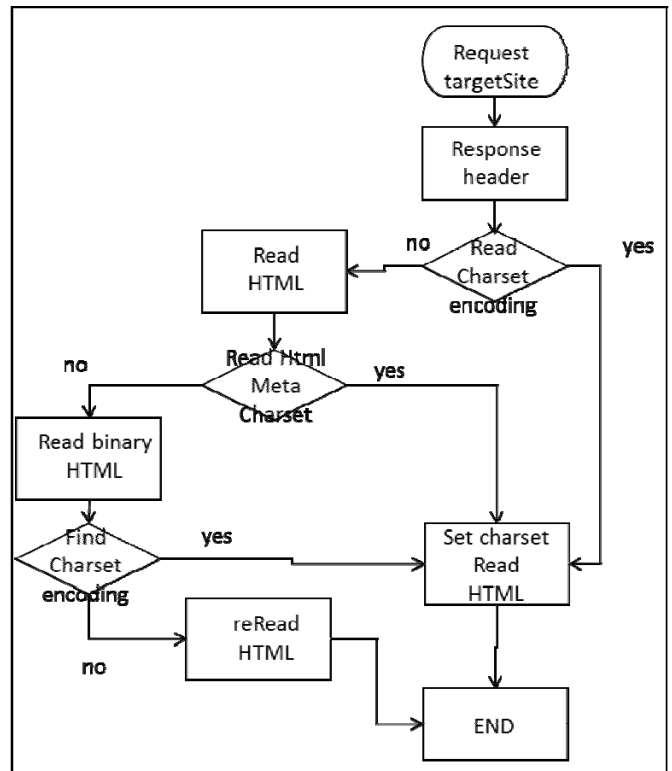 Request
targetSite
Response
header
no
Read
Charset
encoding
yes
Read
HTML
no
Read Html
Meta
Charset
yes
Read binary
HTML
Find
Charset
encoding
yes
Set charset
Read
HTML
no
reRead
HTML
END